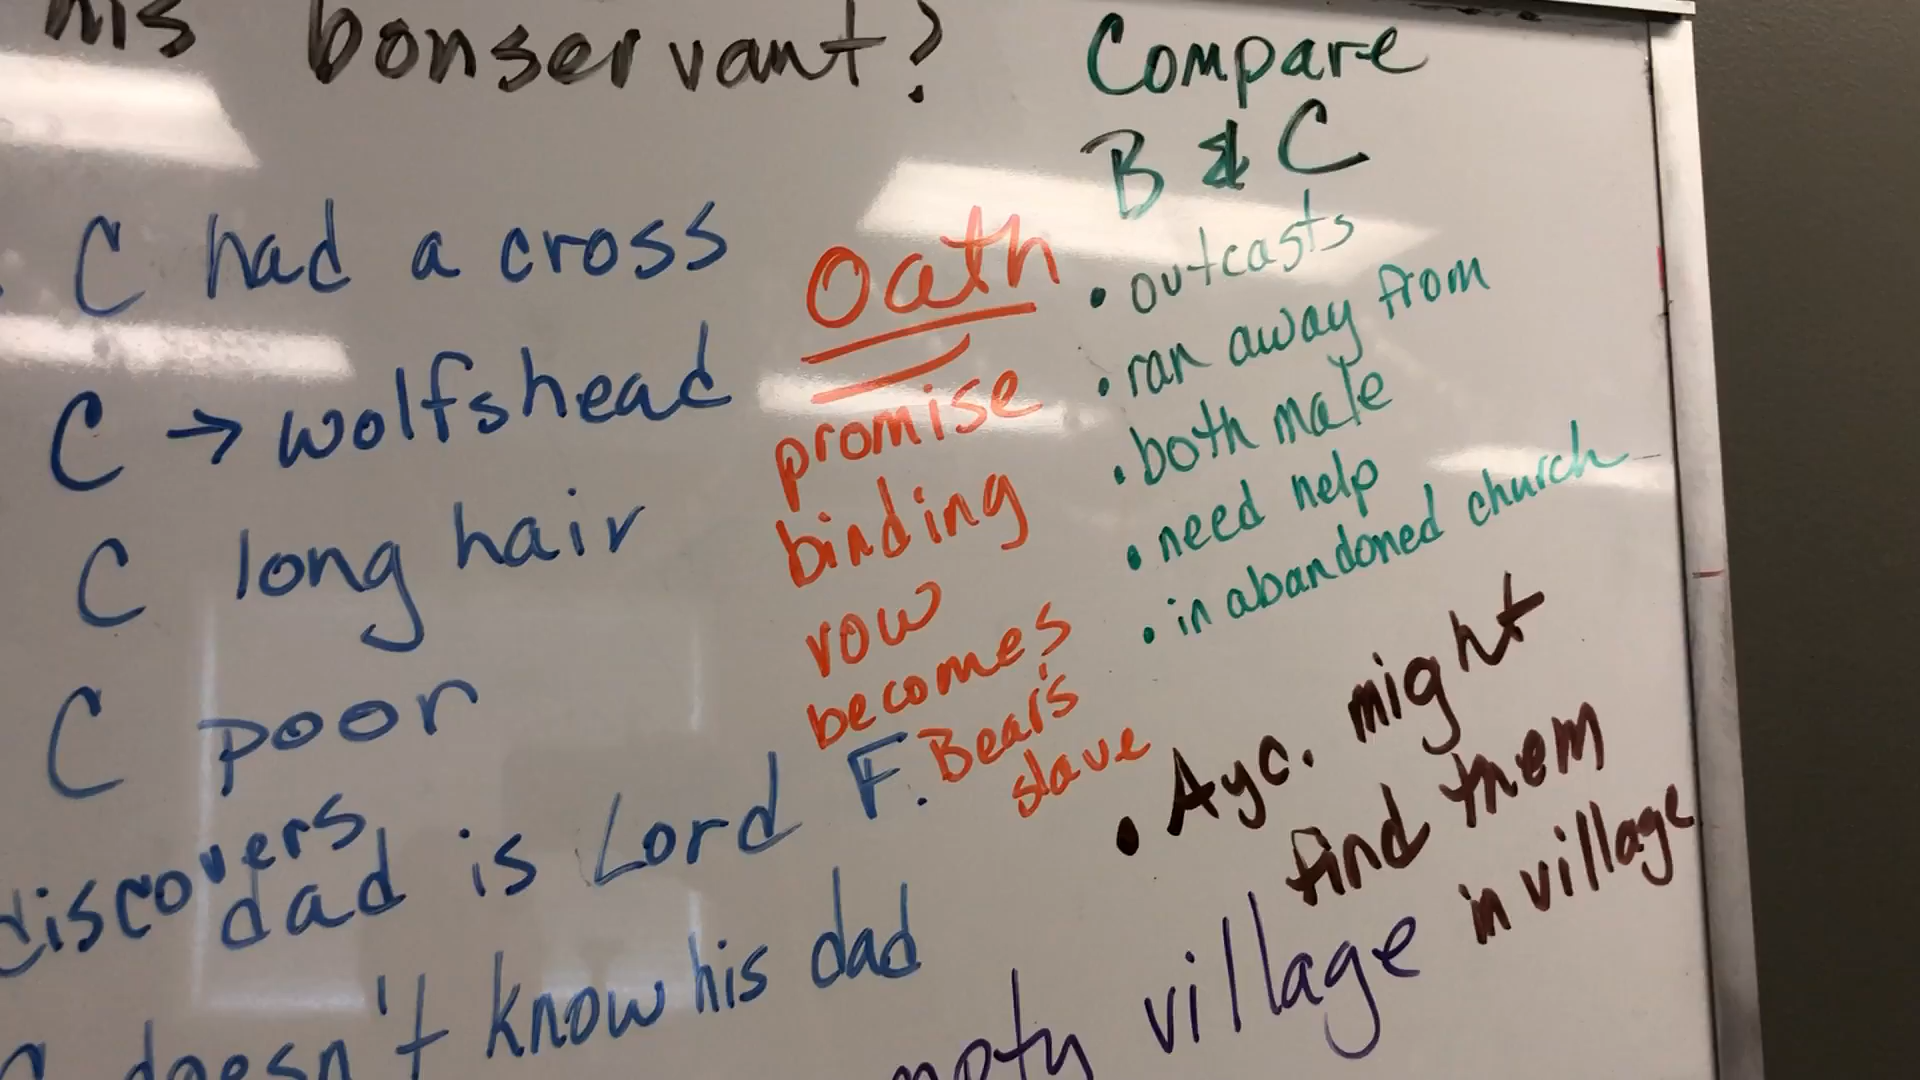 his bonservant?
C had a cross
C → wolfshead
C long hair
C poor
discovers
dad is Lord F.
doesn't know his dad
Oath
promise
binding
vow
becomes
Bear's
slave
Compare
B & C
• outcasts
• ran away from
• both male
• need help
• in abandoned church
• Ayc. might
find them
in village
village